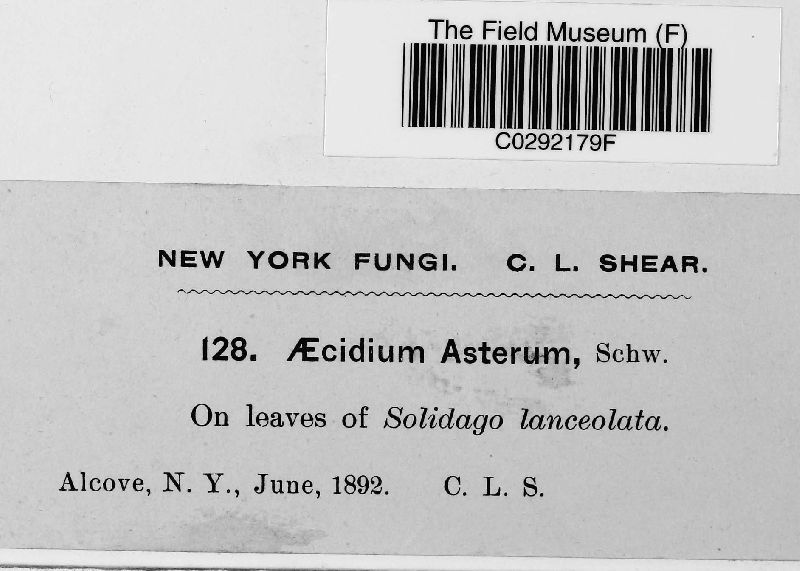 The Field Museum (F)
C0292179F
NEW YORK FUNGI. C. L. SHEAR.
128. Æcidium Asterum, Schw.
On leaves of Solidago lanceolata.
Alcove, N. Y., June, 1892. C. L. S.